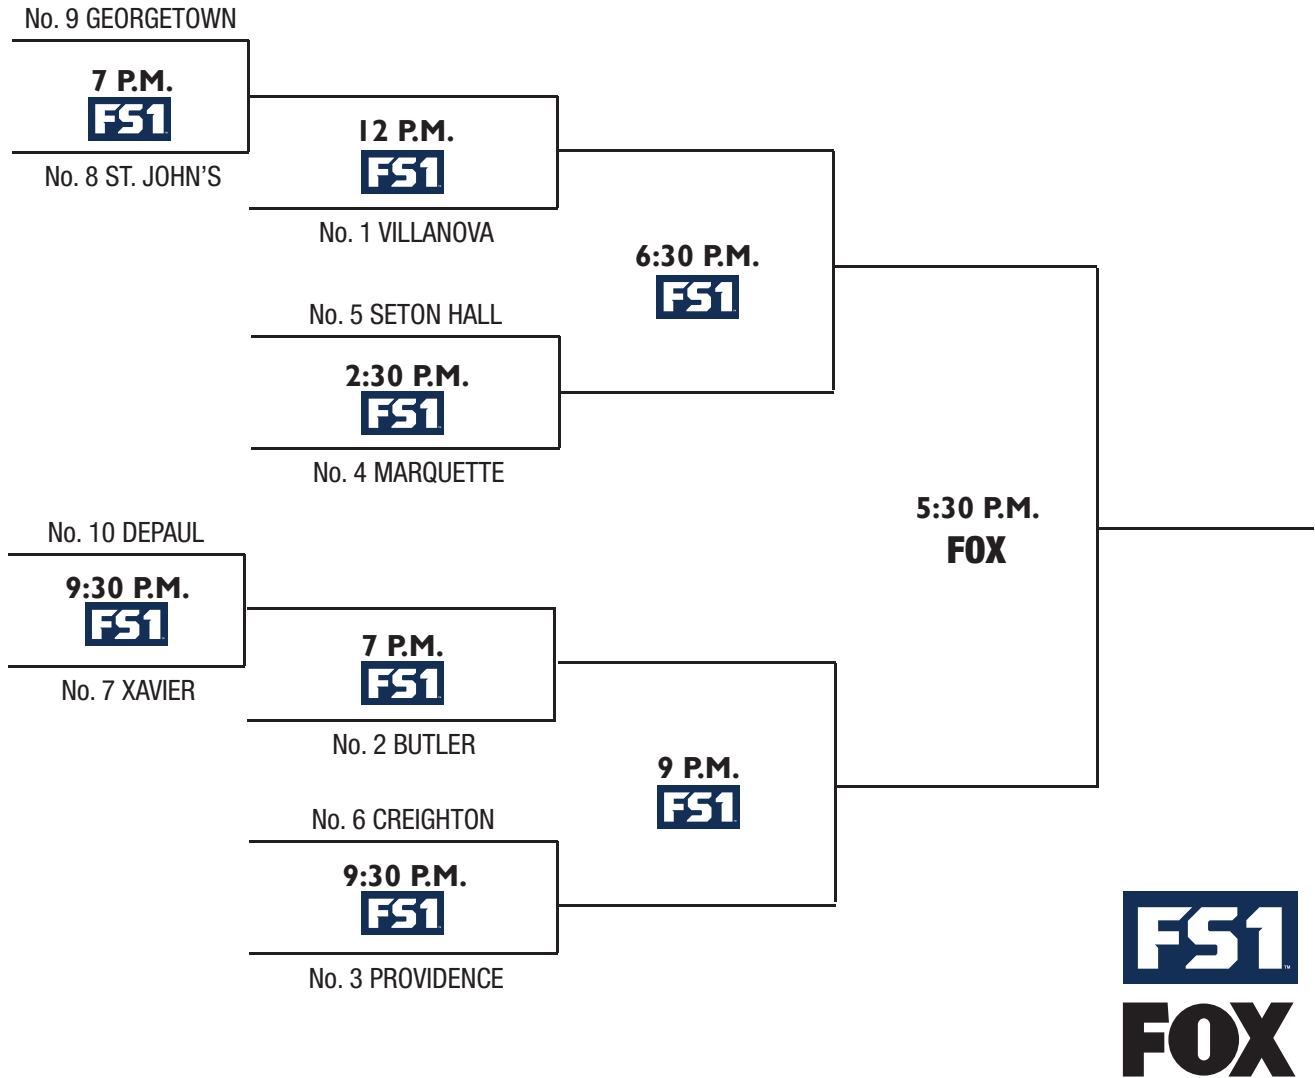 No. 9 GEORGETOWN
7 P.M.
FS1
No. 8 ST. JOHN'S
12 P.M.
FS1
No. 1 VILLANOVA
6:30 P.M.
FS1
No. 5 SETON HALL
2:30 P.M.
FS1
No. 4 MARQUETTE
5:30 P.M.
FOX
No. 10 DEPAUL
9:30 P.M.
FS1
No. 7 XAVIER
7 P.M.
FS1
No. 2 BUTLER
9 P.M.
FS1
No. 6 CREIGHTON
9:30 P.M.
FS1
No. 3 PROVIDENCE
FS1™
FOX